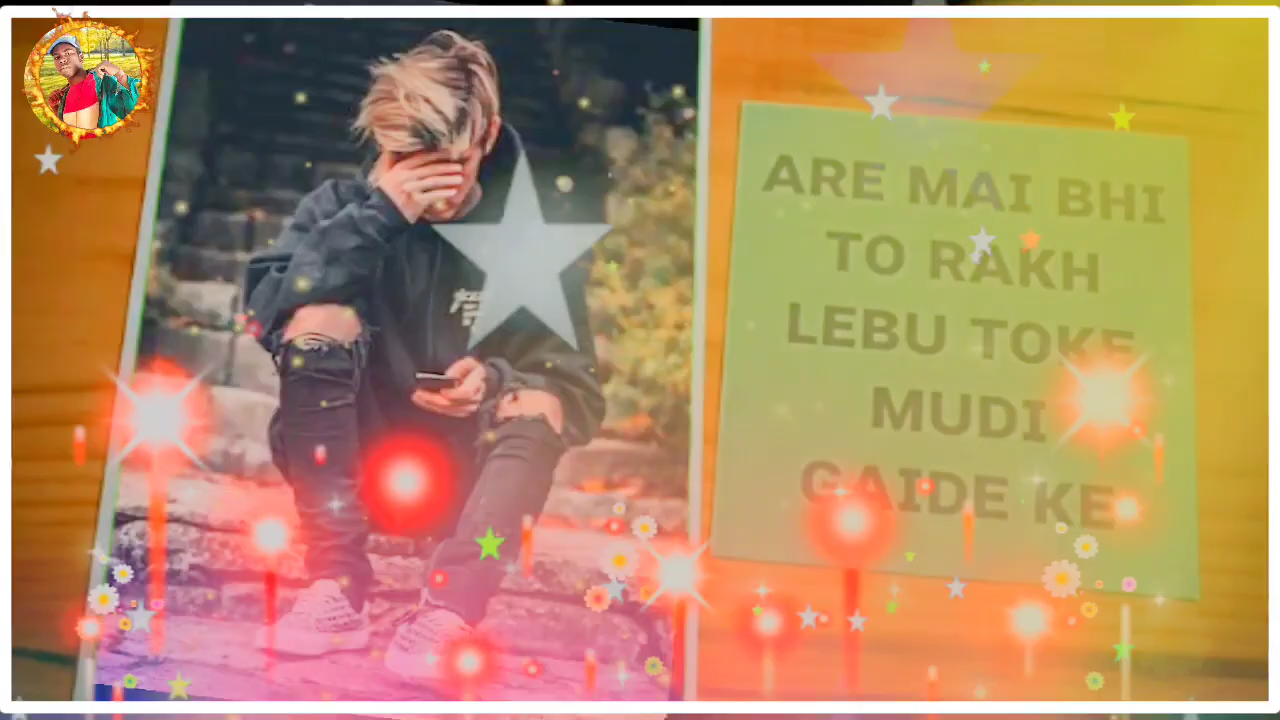 ARE MAI BHI
TO RAKH
LEBU TOKE
MUDI
GAIDE KE